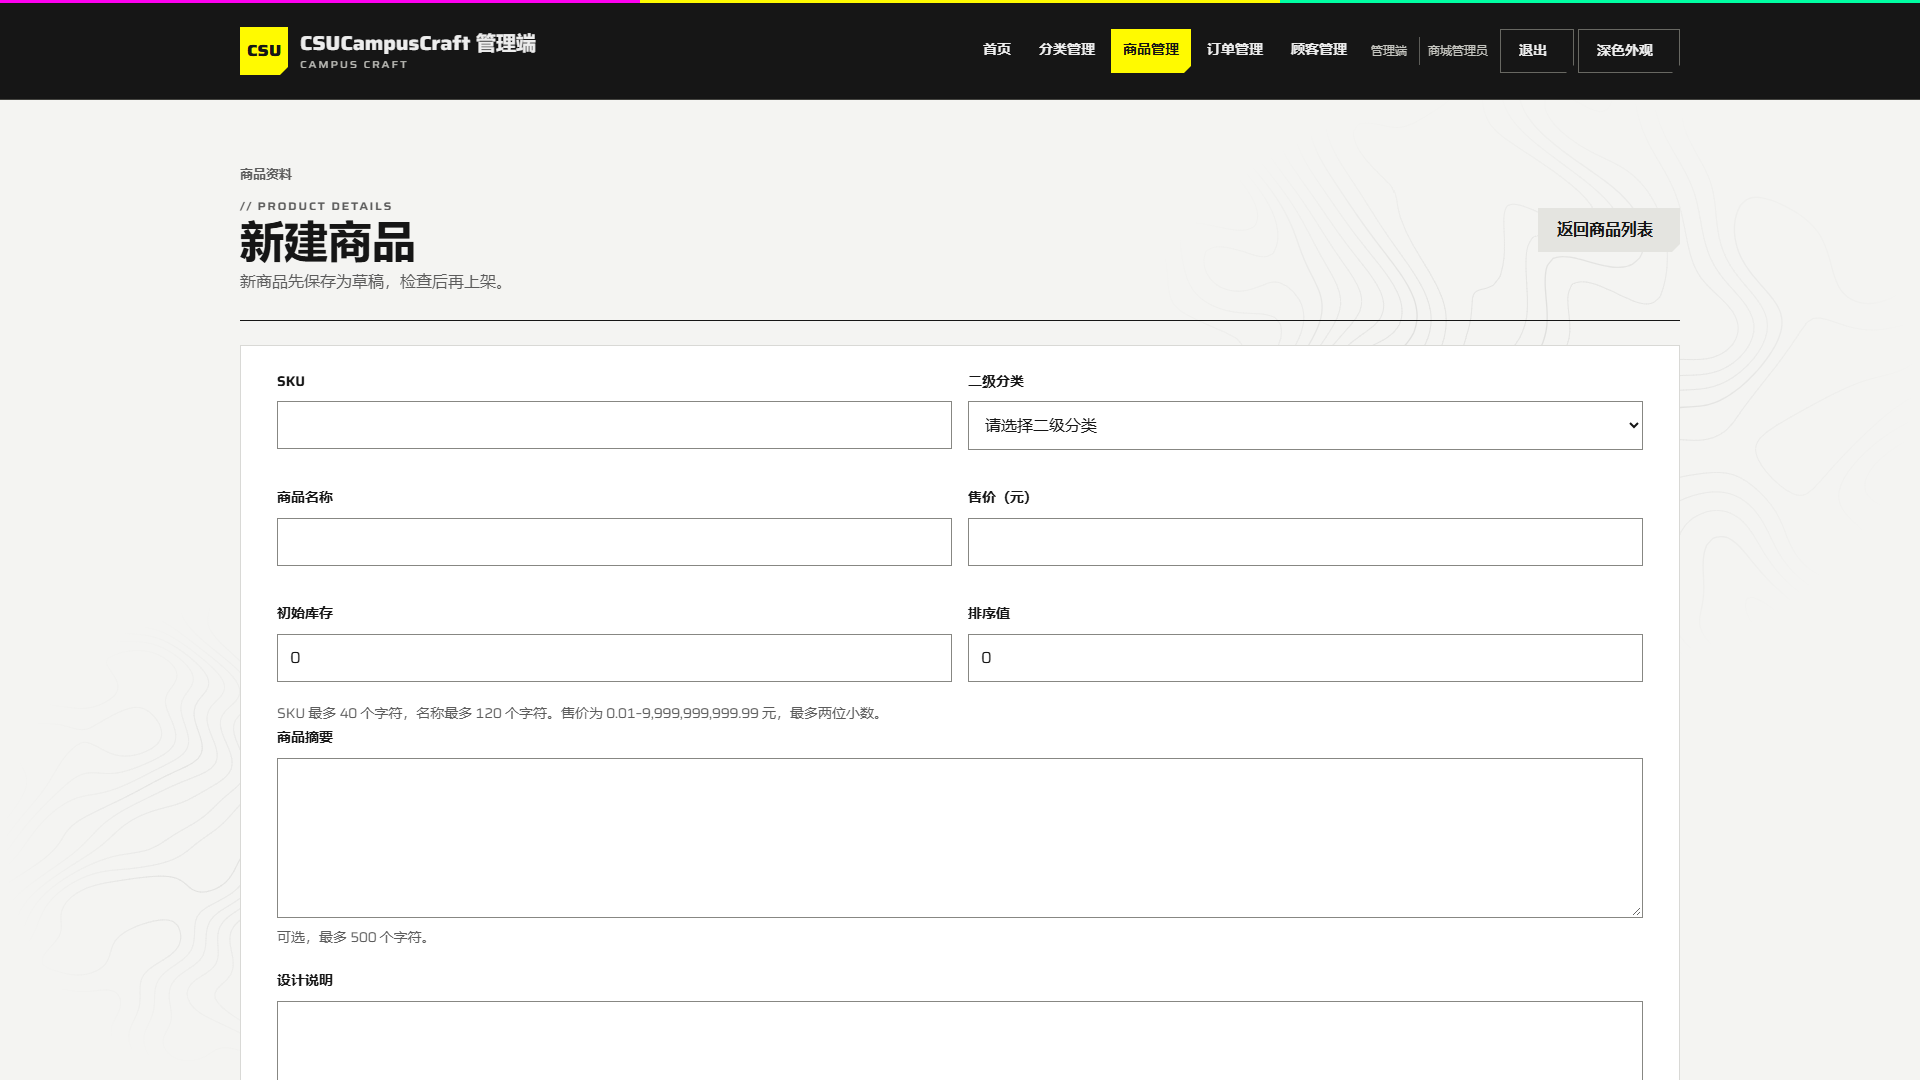 CSU
CSUCampusCraft 管理端
CAMPUS CRAFT
首页
分类管理
商品管理
订单管理
顾客管理
管理端
商城管理员
退出
深色外观
商品资料
// PRODUCT DETAILS
新建商品
新商品先保存为草稿，检查后再上架。
返回商品列表
SKU
二级分类
请选择二级分类
商品名称
售价（元）
初始库存
排序值
0
0
SKU 最多 40 个字符，名称最多 120 个字符。售价为 0.01–9,999,999,999.99 元，最多两位小数。
商品摘要
可选，最多 500 个字符。
设计说明